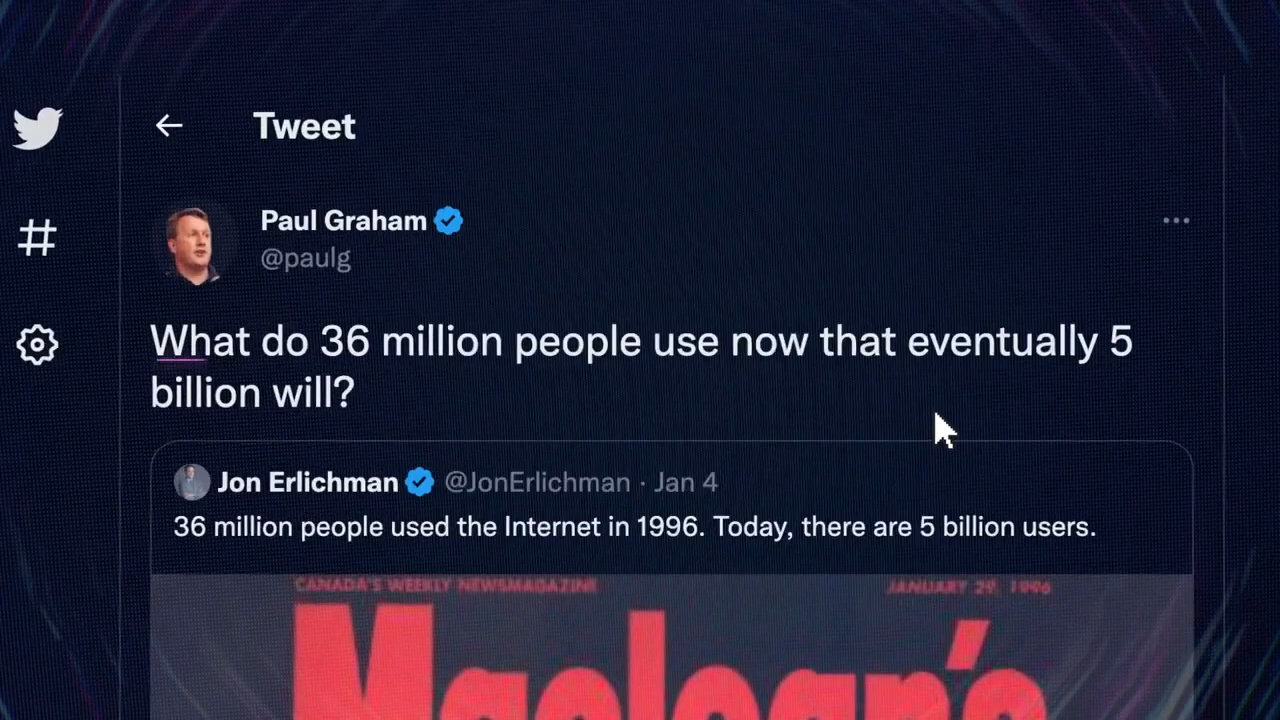 Tweet
Paul Graham
@paulg
What do 36 million people use now that eventually 5
billion will?
Jon Erlichman @JonErlichman · Jan 4
36 million people used the Internet in 1996. Today, there are 5 billion users.
CANADA'S WEEKLY NEWSMAGAZINE JANUARY 29, 1996
Maclean's